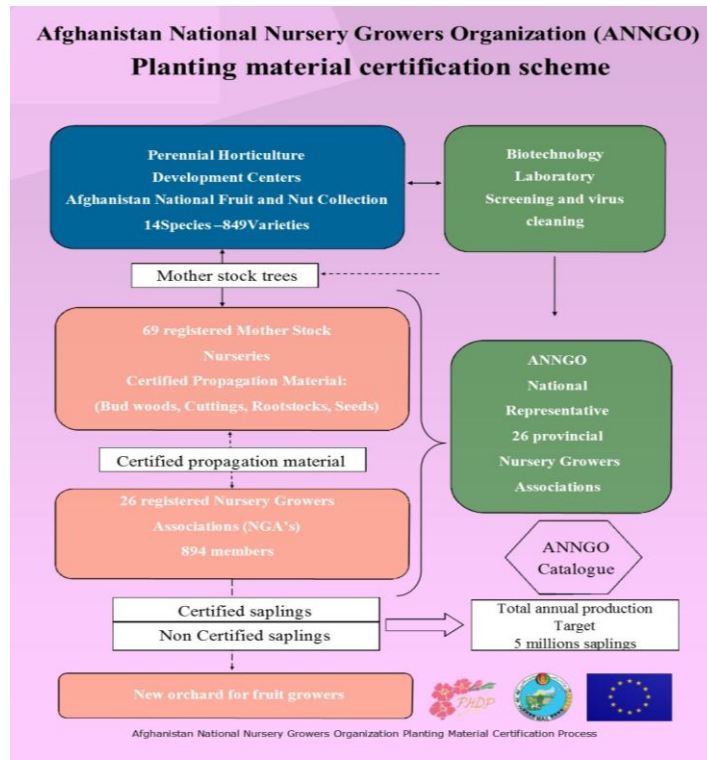 Afghanistan National Nursery Growers Organization (ANNGO)
Planting material certification scheme
Perennial Horticulture
Development Centers
Afghanistan National Fruit and Nut Collection
14Species –849Varieties
Biotechnology
Laboratory
Screening and virus
cleaning
Mother stock trees
69 registered Mother Stock
Nurseries
Certified Propagation Material:
(Bud woods, Cuttings, Rootstocks, Seeds)
ANNGO
National
Representative
26 provincial
Nursery Growers
Associations
Certified propagation material
26 registered Nursery Growers
Associations (NGA's)
894 members
ANNGO
Catalogue
Certified saplings
Non Certified saplings
Total annual production
Target
5 millions saplings
New orchard for fruit growers
PHDP
Afghanistan National Nursery Growers Organization Planting Material Certification Process